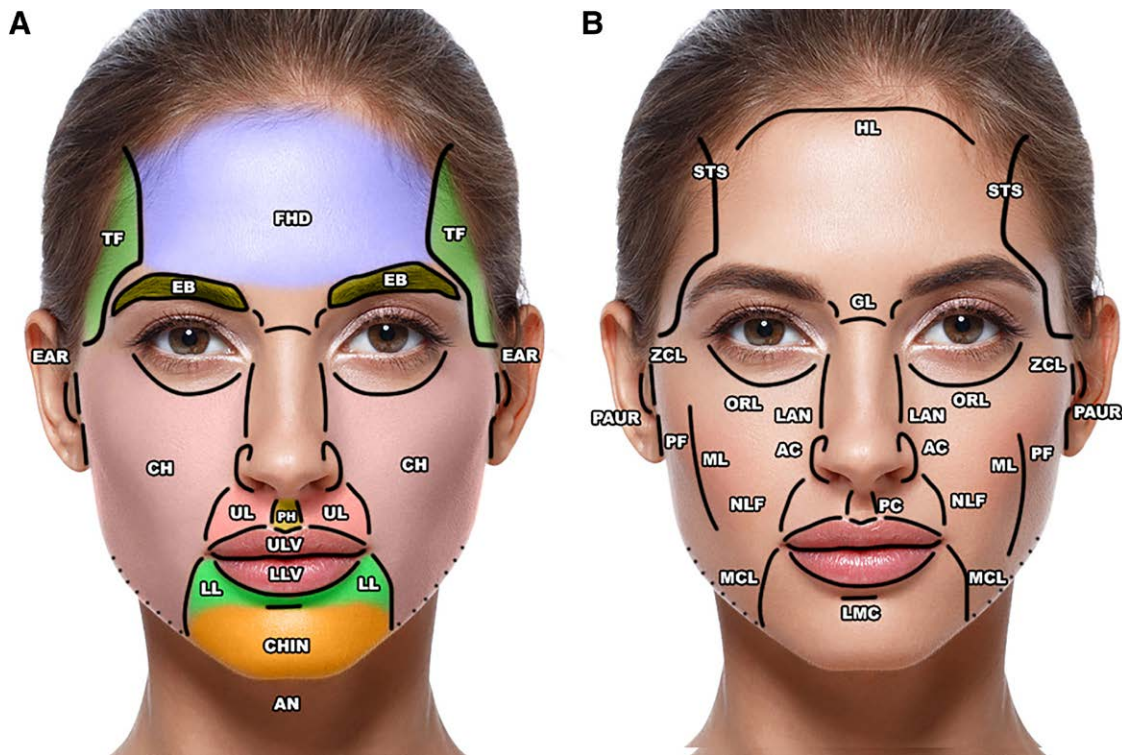 A
FHD
TF TF
EB EB
EAR EAR
CH CH
UL PH UL
ULV
LLV
LL LL
CHIN
AN
B
HL
STS STS
GL
ZCL ZCL
ORL ORL
LAN LAN
PAUR PAUR
PF PF
AC AC
ML ML
NLF NLF
PC
MCL MCL
LMC